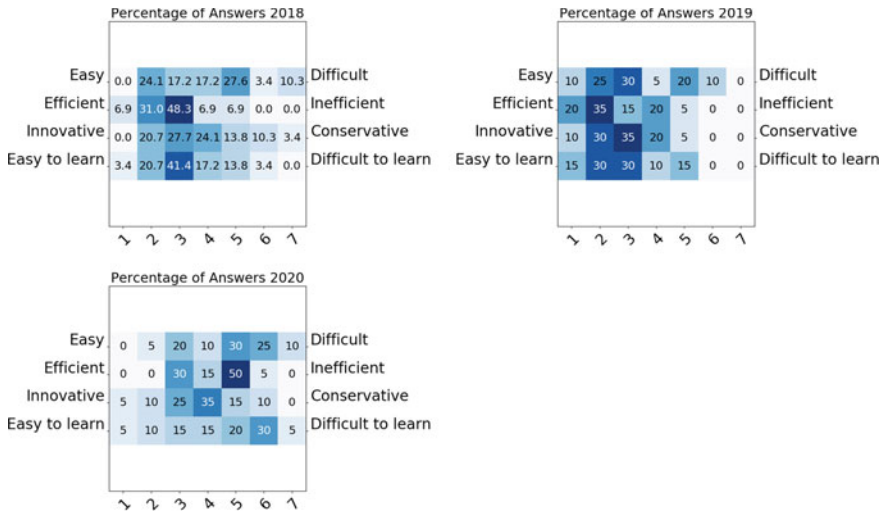 Percentage of Answers 2018
Easy 0.0 24.1 17.2 17.2 27.6 3.4 10.3 Difficult
Efficient 6.9 31.0 48.3 6.9 6.9 0.0 0.0 Inefficient
Innovative 0.0 20.7 27.7 24.1 13.8 10.3 3.4 Conservative
Easy to learn 3.4 20.7 41.4 17.2 13.8 3.4 0.0 Difficult to learn
1 2 3 4 5 6 7
Percentage of Answers 2019
Easy 10 25 30 5 20 10 0 Difficult
Efficient 20 35 15 20 5 0 0 Inefficient
Innovative 10 30 35 20 5 0 0 Conservative
Easy to learn 15 30 30 10 15 0 0 Difficult to learn
1 2 3 4 5 6 7
Percentage of Answers 2020
Easy 0 5 20 10 30 25 10 Difficult
Efficient 0 0 30 15 50 5 0 Inefficient
Innovative 5 10 25 35 15 10 0 Conservative
Easy to learn 5 10 15 15 20 30 5 Difficult to learn
1 2 3 4 5 6 7